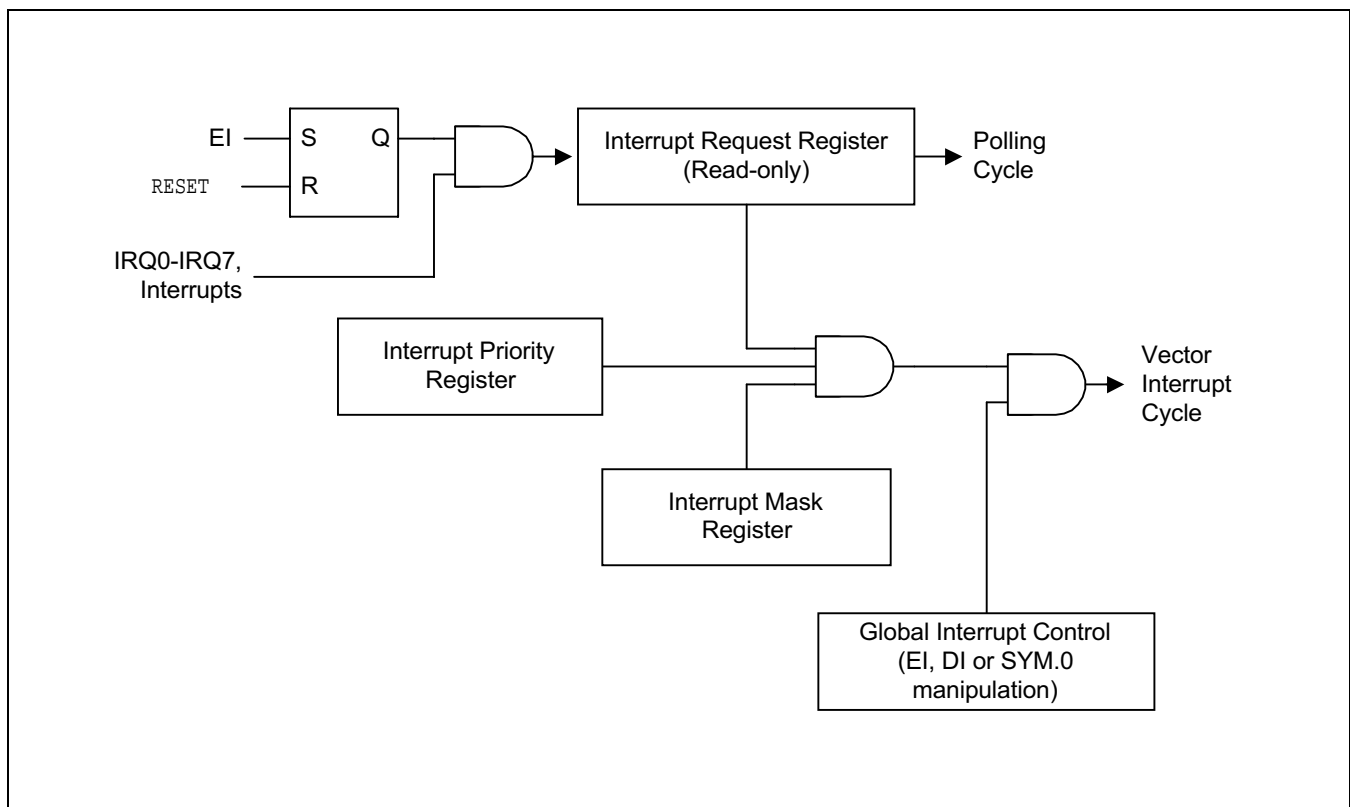 EI
S
Q
RESET
R
IRQ0-IRQ7,
Interrupts
Interrupt Request Register
(Read-only)
Polling
Cycle
Interrupt Priority
Register
Vector
Interrupt
Cycle
Interrupt Mask
Register
Global Interrupt Control
(EI, DI or SYM.0
manipulation)